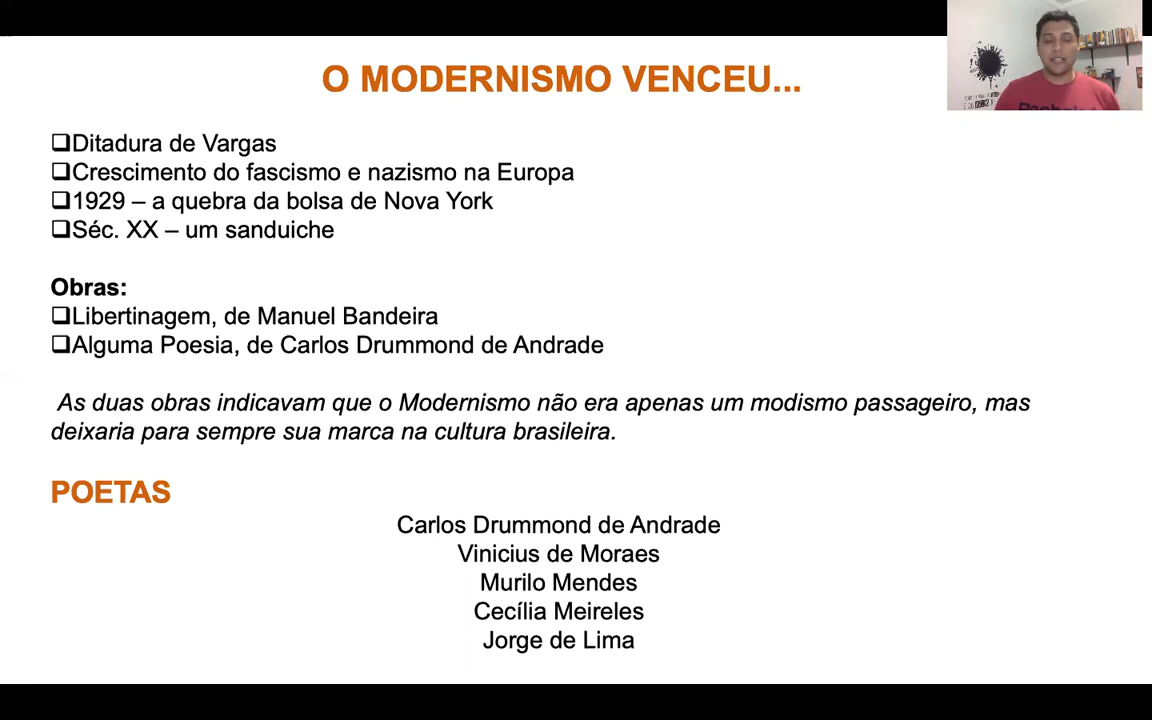 O MODERNISMO VENCEU...
Ditadura de Vargas
Crescimento do fascismo e nazismo na Europa
1929 – a quebra da bolsa de Nova York
Séc. XX – um sanduiche
Obras:
Libertinagem, de Manuel Bandeira
Alguma Poesia, de Carlos Drummond de Andrade
As duas obras indicavam que o Modernismo não era apenas um modismo passageiro, mas
deixaria para sempre sua marca na cultura brasileira.
POETAS
Carlos Drummond de Andrade
Vinicius de Moraes
Murilo Mendes
Cecília Meireles
Jorge de Lima